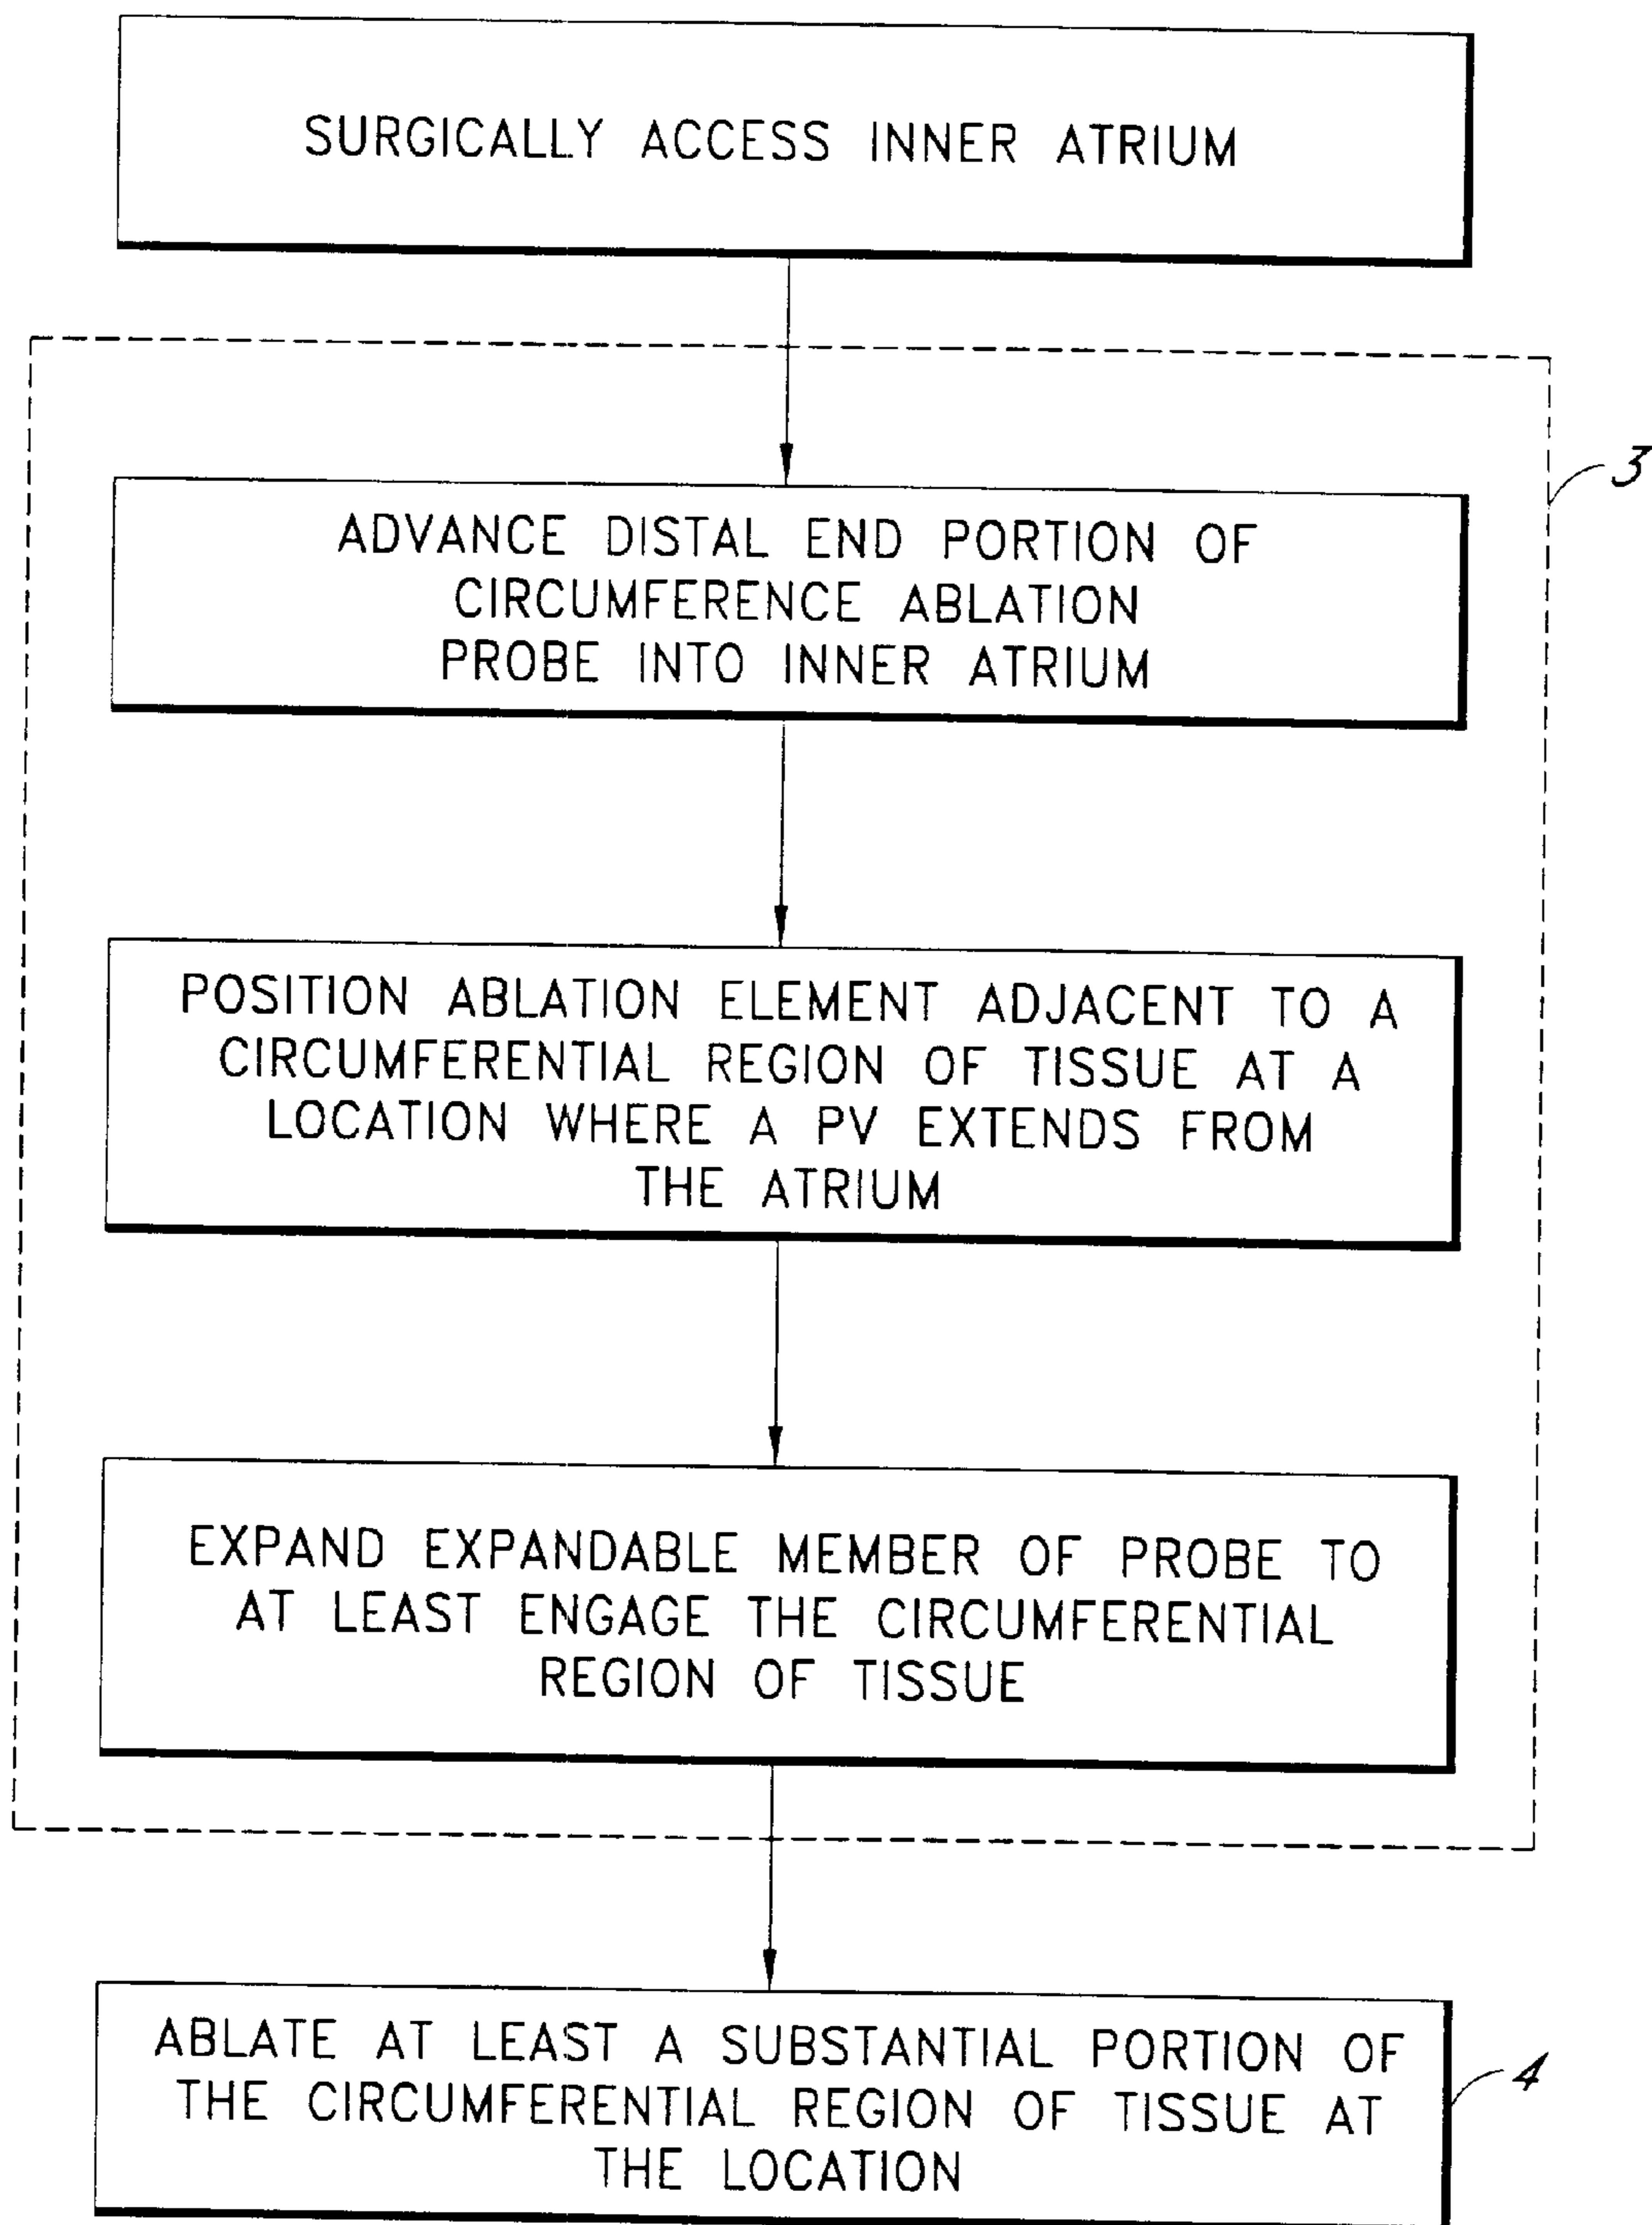 SURGICALLY ACCESS INNER ATRIUM
3
ADVANCE DISTAL END PORTION OF
CIRCUMFERENCE ABLATION
PROBE INTO INNER ATRIUM
POSITION ABLATION ELEMENT ADJACENT TO A
CIRCUMFERENTIAL REGION OF TISSUE AT A
LOCATION WHERE A PV EXTENDS FROM
THE ATRIUM
EXPAND EXPANDABLE MEMBER OF PROBE TO
AT LEAST ENGAGE THE CIRCUMFERENTIAL
REGION OF TISSUE
ABLATE AT LEAST A SUBSTANTIAL PORTION OF
THE CIRCUMFERENTIAL REGION OF TISSUE AT
THE LOCATION
4